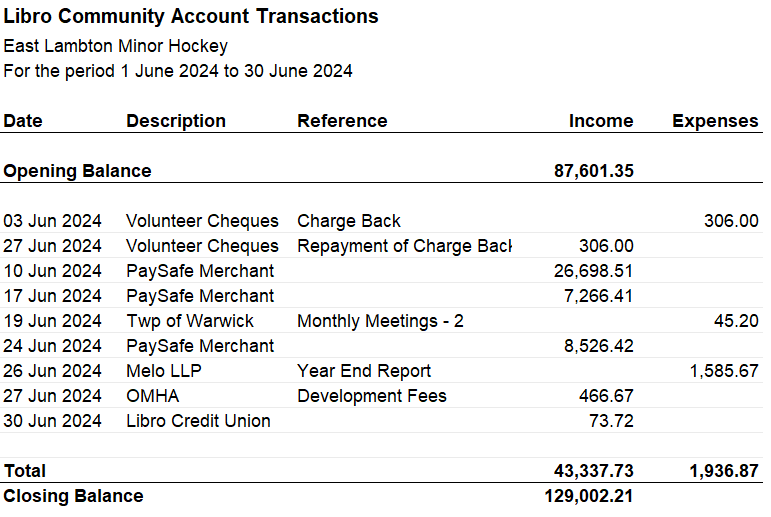 Libro Community Account Transactions
East Lambton Minor Hockey
For the period 1 June 2024 to 30 June 2024
Date Description Reference Income Expenses
Opening Balance 87,601.35
03 Jun 2024 Volunteer Cheques Charge Back 306.00
27 Jun 2024 Volunteer Cheques Repayment of Charge Back 306.00
10 Jun 2024 PaySafe Merchant 26,698.51
17 Jun 2024 PaySafe Merchant 7,266.41
19 Jun 2024 Twp of Warwick Monthly Meetings - 2 45.20
24 Jun 2024 PaySafe Merchant 8,526.42
26 Jun 2024 Melo LLP Year End Report 1,585.67
27 Jun 2024 OMHA Development Fees 466.67
30 Jun 2024 Libro Credit Union 73.72
Total 43,337.73 1,936.87
Closing Balance 129,002.21